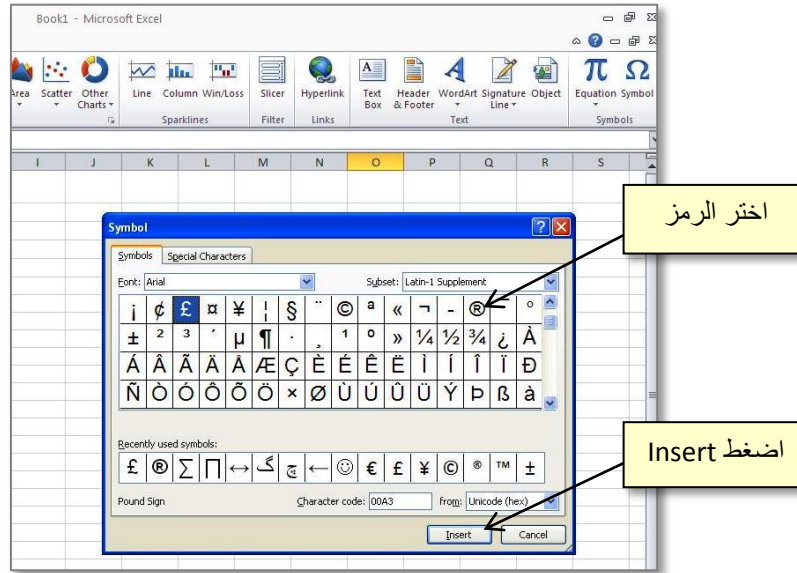 Book1 - Microsoft Excel
Area Scatter Other Charts Line Column Win/Loss Slicer Hyperlink Text Box Header & Footer WordArt Signature Line Object Equation Symbol
Sparklines Filter Links Text Symbols
I J K L M N O P Q R S
اختر الرمز
Symbol
Symbols Special Characters
Font: Arial Subset: Latin-1 Supplement
¡ ¢ £ ¤ ¥ ¦ § ¨ © ª « ¬ - ® ¯ °
± ² ³ ´ µ ¶ · ¸ ¹ º » ¼ ½ ¾ ¿ À
Á Â Ã Ä Å Æ Ç È É Ê Ë Ì Í Î Ï Ð
Ñ Ò Ó Ô Õ Ö × Ø Ù Ú Û Ü Ý Þ ß à
Recently used symbols:
£ ® ∑ ∏ ↔ گ چ ← ☺ € £ ¥ © ® ™ ±
اضغط Insert
Pound Sign Character code: 00A3 from: Unicode (hex)
Insert Cancel